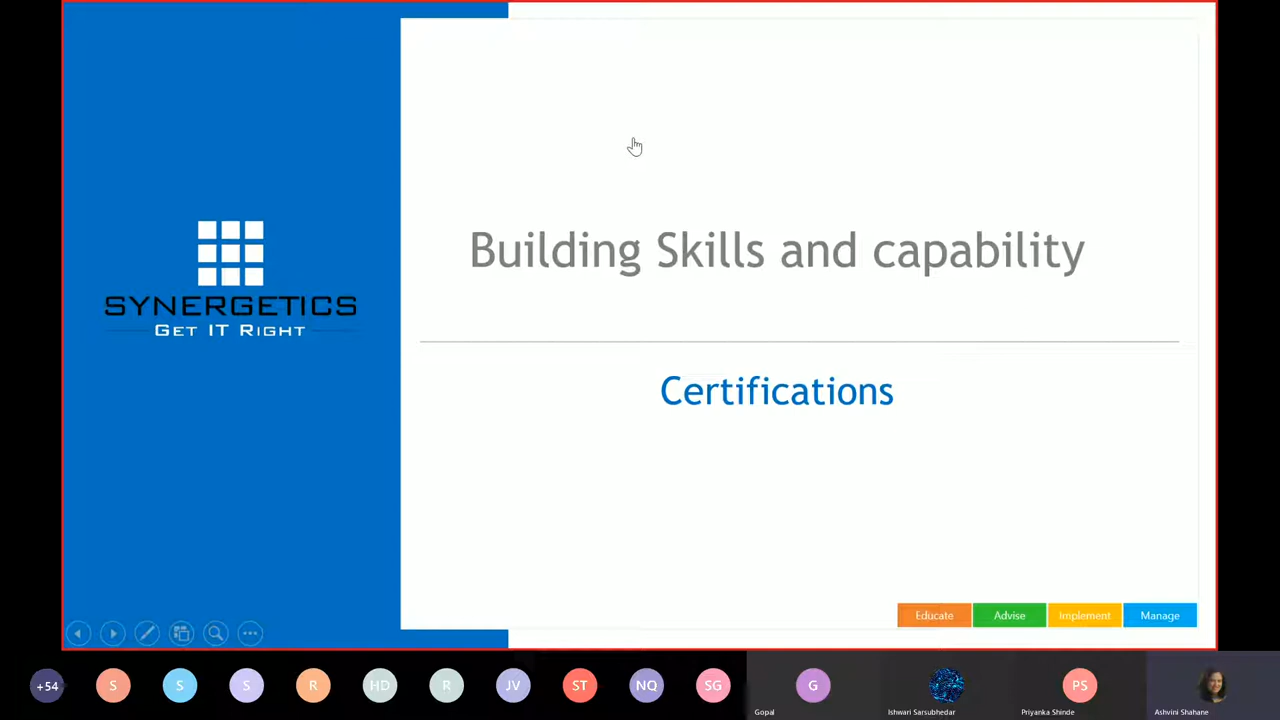 Building Skills and capability
SYNERGETICS
GET IT RIGHT
Certifications
Educate
Advise
Implement
Manage
+54
S
S
S
R
HD
R
JV
ST
NQ
SG
G
PS
Gopal
Ishwari Sarsubhedar
Priyanka Shinde
Ashvini Shahane